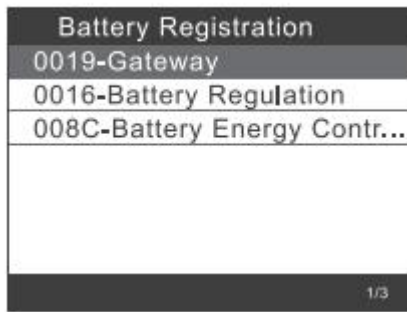 Battery Registration
0019-Gateway
0016-Battery Regulation
008C-Battery Energy Contr...
1/3